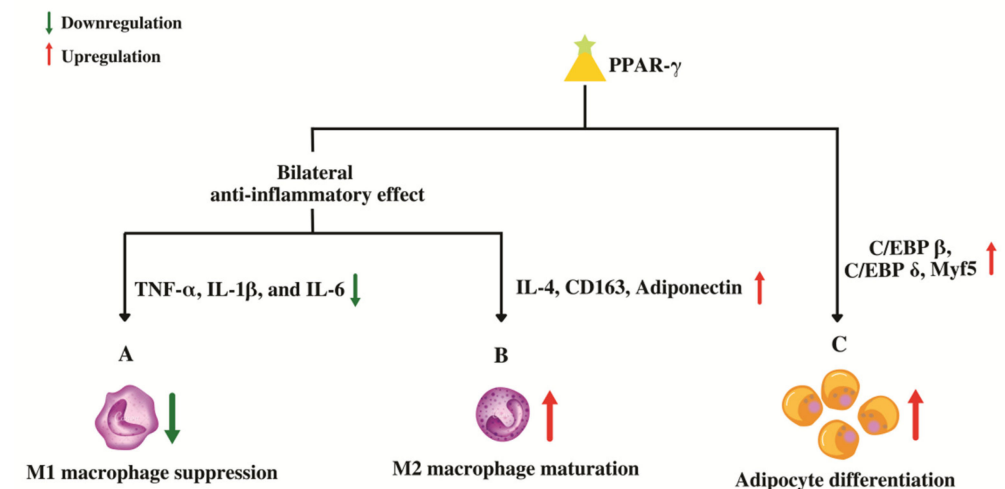 Downregulation
Upregulation
PPAR-γ
Bilateral
anti-inflammatory effect
TNF-α, IL-1β, and IL-6
IL-4, CD163, Adiponectin
C/EBP β,
C/EBP δ, Myf5
A
B
C
M1 macrophage suppression
M2 macrophage maturation
Adipocyte differentiation